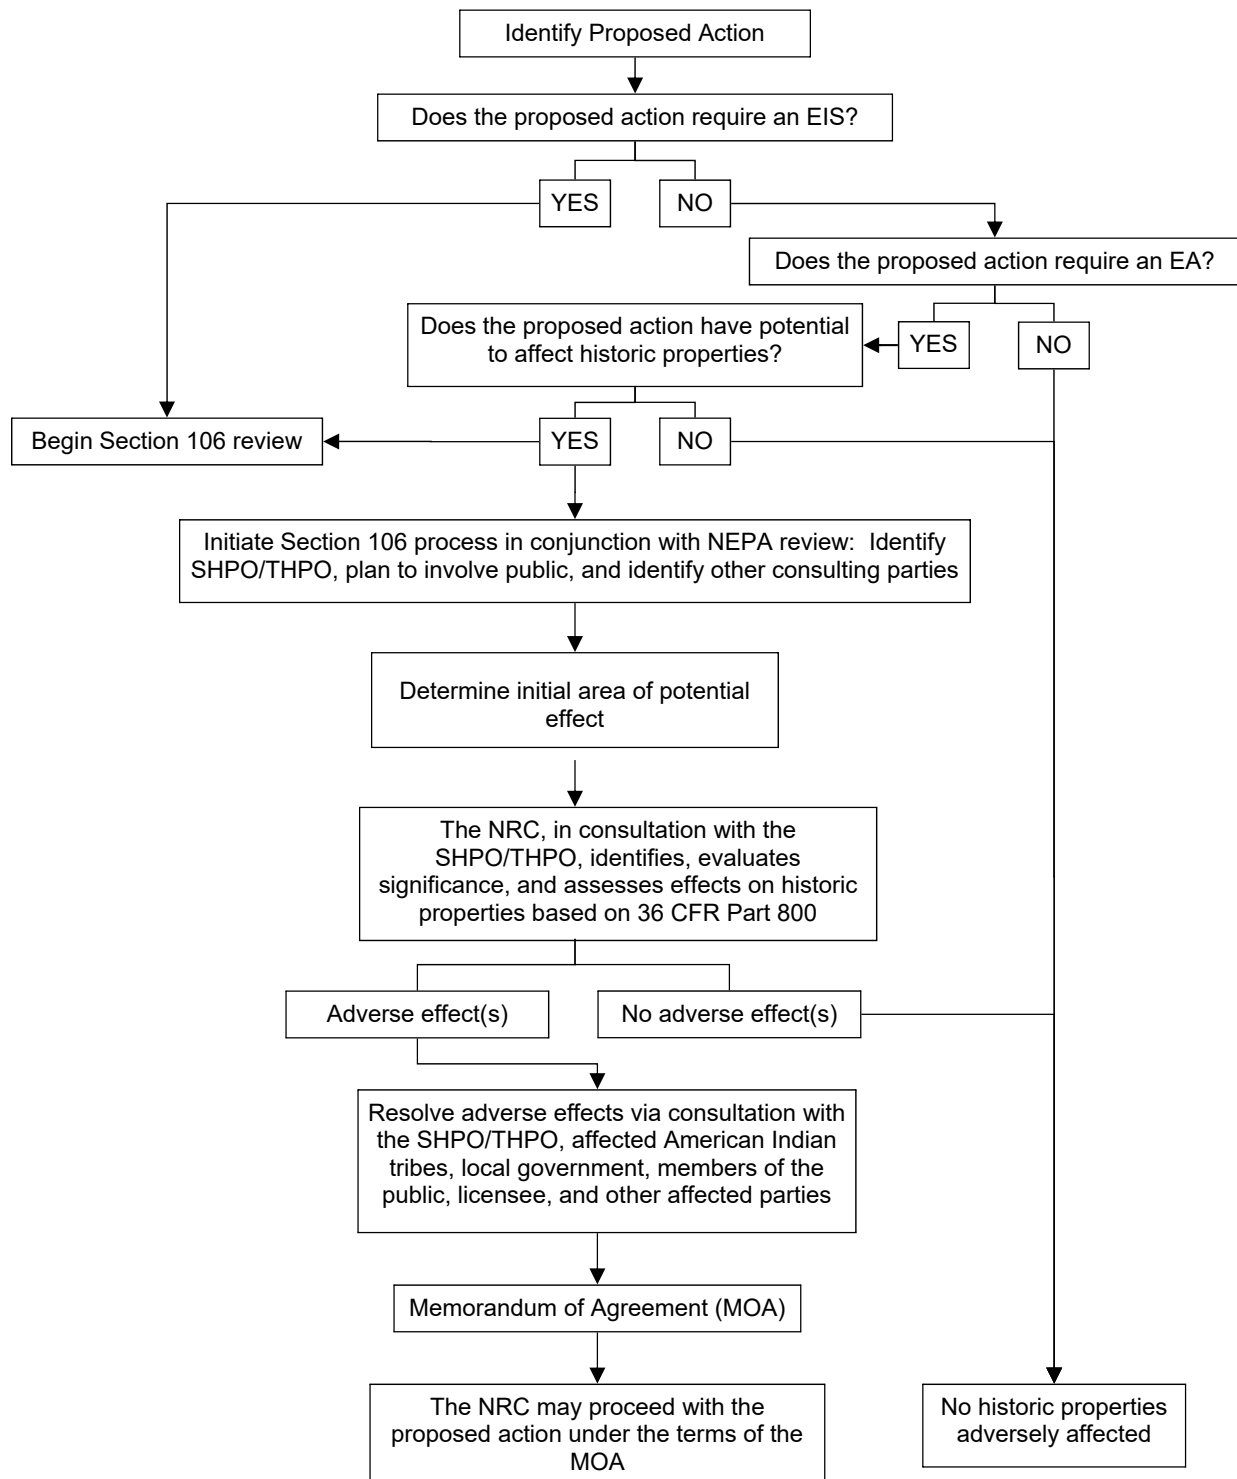 Identify Proposed Action
Does the proposed action require an EIS?
YES
NO
Does the proposed action require an EA?
Does the proposed action have potential
to affect historic properties?
YES
NO
Begin Section 106 review
YES
NO
Initiate Section 106 process in conjunction with NEPA review:  Identify
SHPO/THPO, plan to involve public, and identify other consulting parties
Determine initial area of potential
effect
The NRC, in consultation with the
SHPO/THPO, identifies, evaluates
significance, and assesses effects on historic
properties based on 36 CFR Part 800
Adverse effect(s)
No adverse effect(s)
Resolve adverse effects via consultation with
the SHPO/THPO, affected American Indian
tribes, local government, members of the
public, licensee, and other affected parties
Memorandum of Agreement (MOA)
The NRC may proceed with the
proposed action under the terms of the
MOA
No historic properties
adversely affected